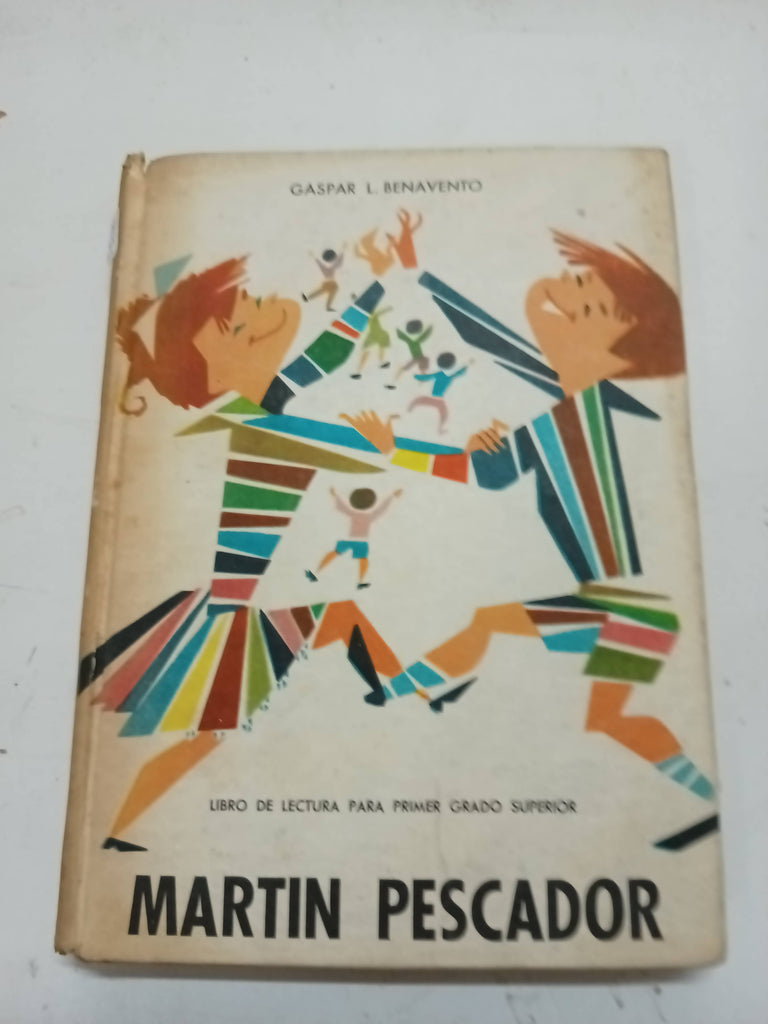 GASPAR L. BENAVENTO
LIBRO DE LECTURA PARA PRIMER GRADO SUPERIOR
MARTIN PESCADOR